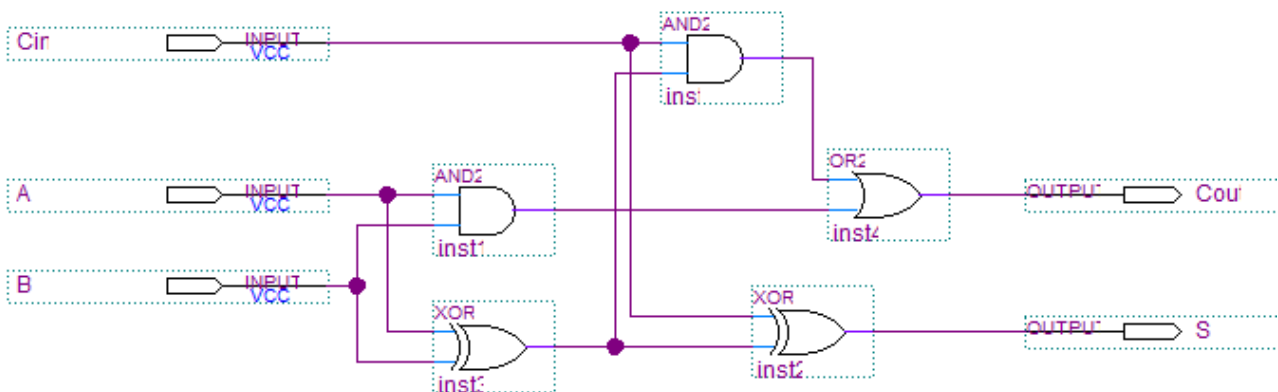 AND2
Cin INPUT
VCC
inst
A INPUT
VCC
AND2
OR2
OUTPUT Cout
inst1
inst4
B INPUT
VCC
XOR
XOR
OUTPUT S
inst3
inst2